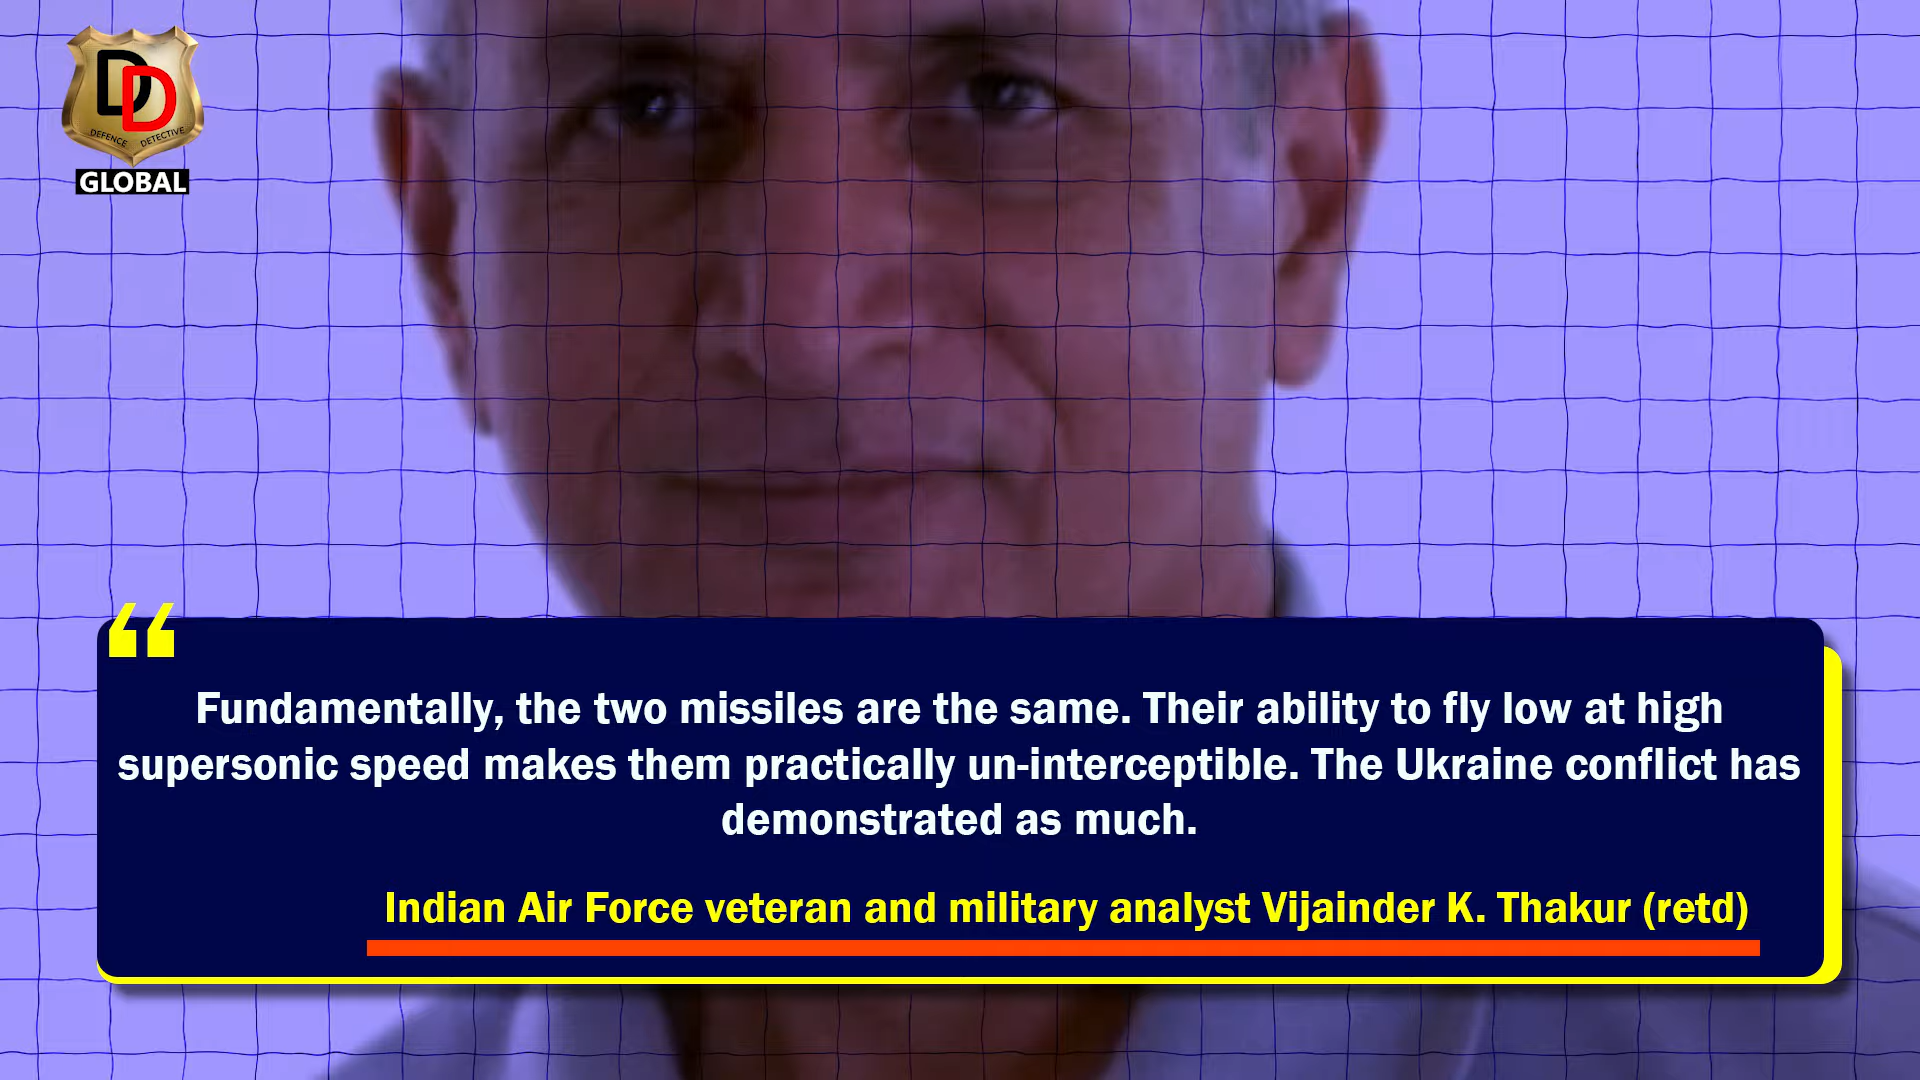 DD
DEFENCE DETECTIVE
GLOBAL
“
Fundamentally, the two missiles are the same. Their ability to fly low at high
supersonic speed makes them practically un-interceptible. The Ukraine conflict has
demonstrated as much.
Indian Air Force veteran and military analyst Vijainder K. Thakur (retd)